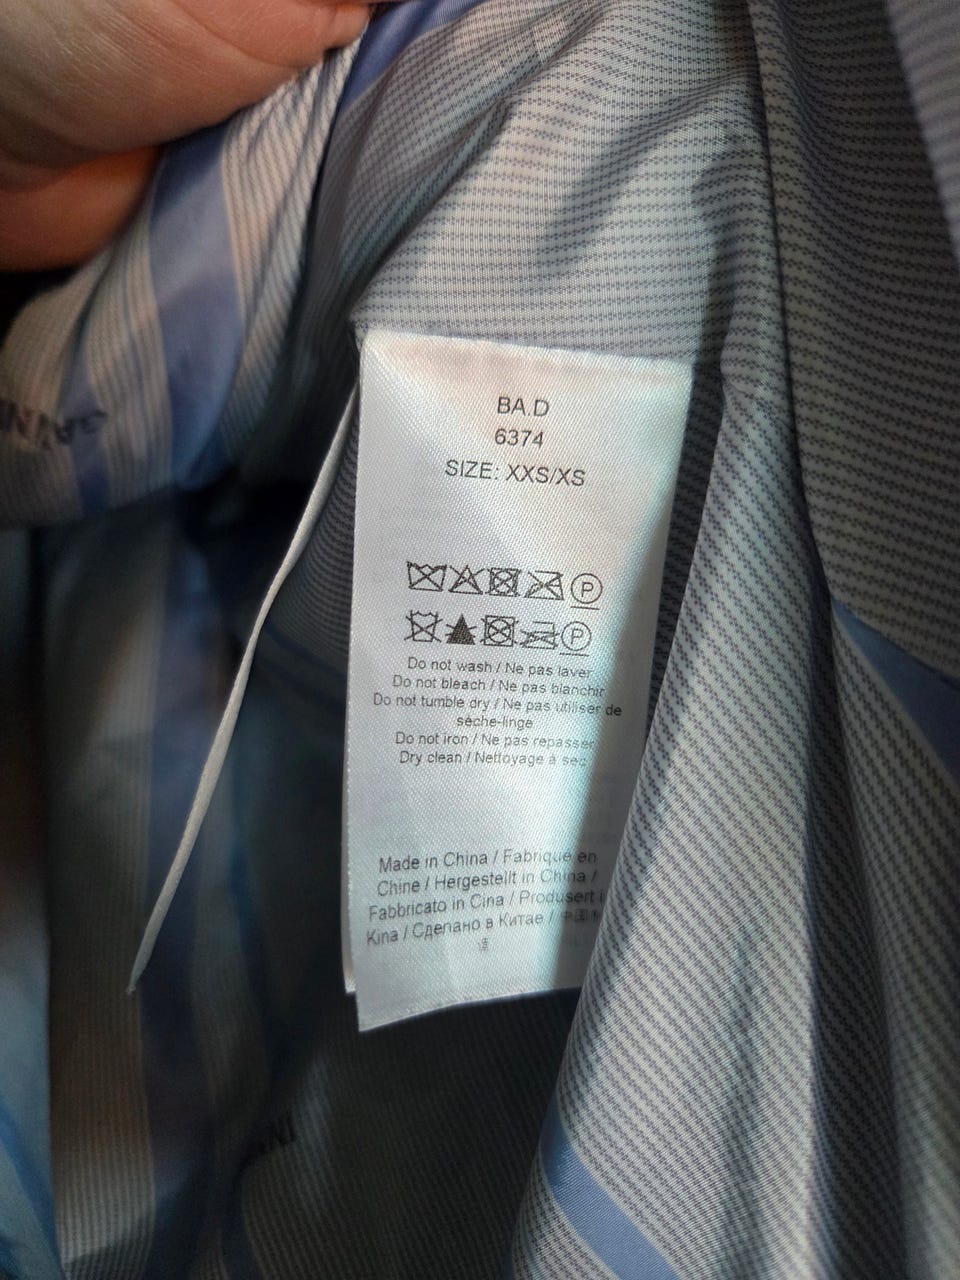 BA.D
6374
SIZE: XXS/XS
P
P
Do not wash / Ne pas laver
Do not bleach / Ne pas blanchir
Do not tumble dry / Ne pas utiliser de
seche-linge
Do not iron / Ne pas repasser
Dry clean / Nettoyage à sec
Made in China / Fabrique en
Chine / Hergestellt in China /
Fabbricato in Cina / Produsert i
Kina / Сделано в Китае /